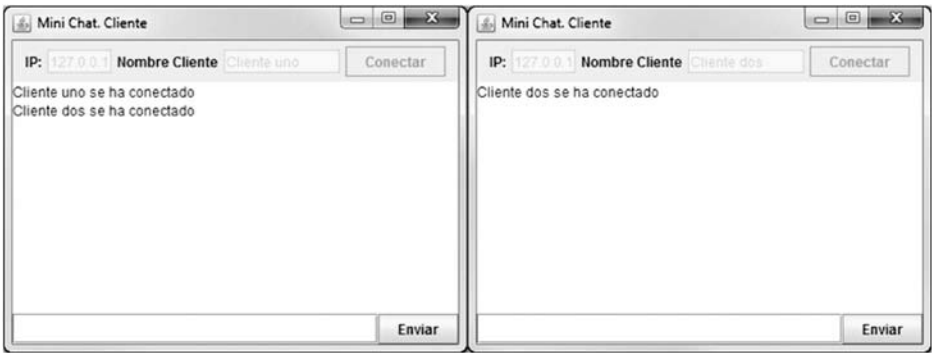 Mini Chat. Cliente
IP: 127.0.0.1 Nombre Cliente Cliente uno Conectar
Cliente uno se ha conectado
Cliente dos se ha conectado
Enviar
Mini Chat. Cliente
IP: 127.0.0.1 Nombre Cliente Cliente dos Conectar
Cliente dos se ha conectado
Enviar